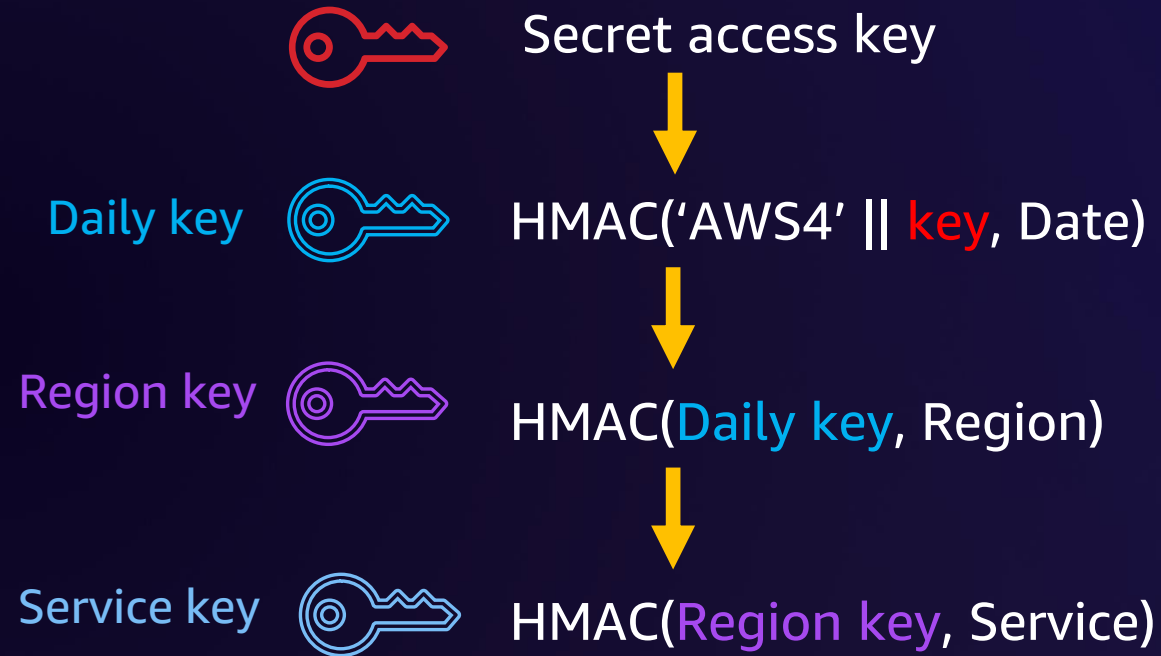 Secret access key
Daily key
HMAC(‘AWS4’ || key, Date)
Region key
HMAC(Daily key, Region)
Service key
HMAC(Region key, Service)